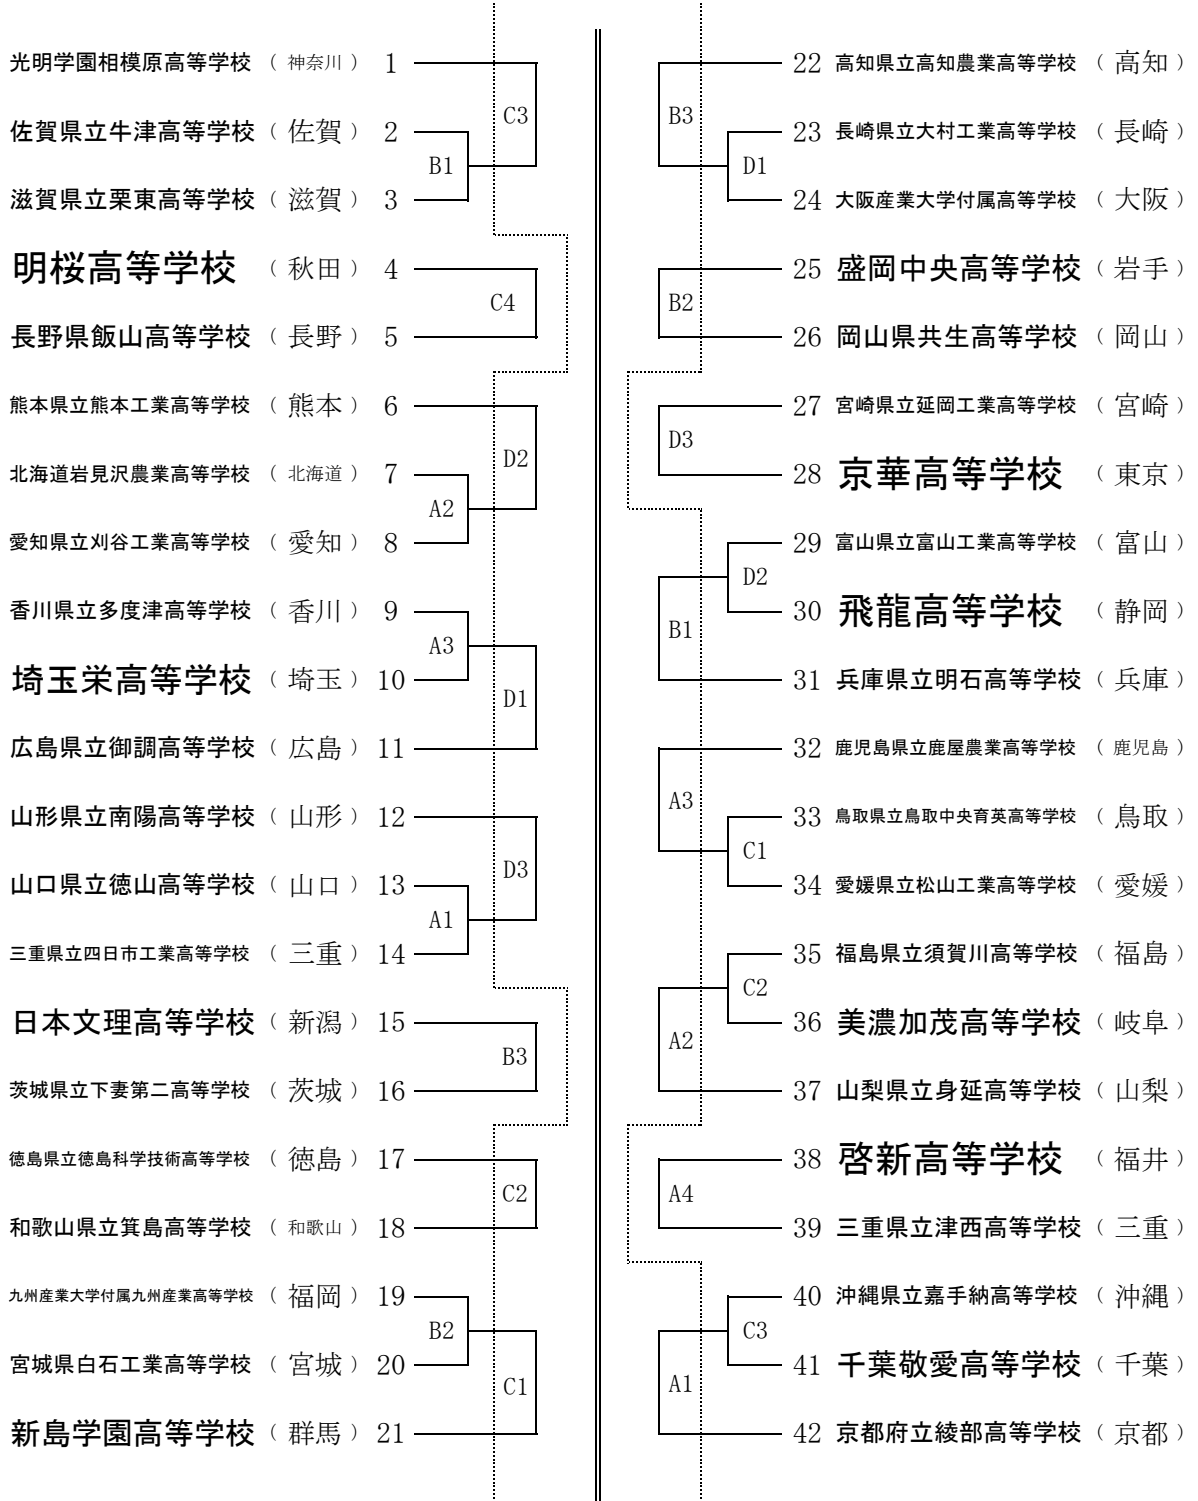 光明学園相模原高等学校 （ 神奈川 ） 1
C3
佐賀県立牛津高等学校 （ 佐賀 ） 2
B1
滋賀県立栗東高等学校 （ 滋賀 ） 3
明桜高等学校 （ 秋田 ） 4
C4
長野県飯山高等学校 （ 長野 ） 5
熊本県立熊本工業高等学校 （ 熊本 ） 6
D2
北海道岩見沢農業高等学校 （ 北海道 ） 7
A2
愛知県立刈谷工業高等学校 （ 愛知 ） 8
香川県立多度津高等学校 （ 香川 ） 9
A3
埼玉栄高等学校 （ 埼玉 ） 10
D1
広島県立御調高等学校 （ 広島 ） 11
山形県立南陽高等学校 （ 山形 ） 12
D3
山口県立徳山高等学校 （ 山口 ） 13
A1
三重県立四日市工業高等学校 （ 三重 ） 14
日本文理高等学校 （ 新潟 ） 15
B3
茨城県立下妻第二高等学校 （ 茨城 ） 16
徳島県立徳島科学技術高等学校 （ 徳島 ） 17
C2
和歌山県立箕島高等学校 （ 和歌山 ） 18
九州産業大学付属九州産業高等学校 （ 福岡 ） 19
B2
宮城県白石工業高等学校 （ 宮城 ） 20
C1
新島学園高等学校 （ 群馬 ） 21
22 高知県立高知農業高等学校 （ 高知 ）
B3
23 長崎県立大村工業高等学校 （ 長崎 ）
D1
24 大阪産業大学付属高等学校 （ 大阪 ）
25 盛岡中央高等学校 （ 岩手 ）
B2
26 岡山県共生高等学校 （ 岡山 ）
27 宮崎県立延岡工業高等学校 （ 宮崎 ）
D3
28 京華高等学校 （ 東京 ）
29 富山県立富山工業高等学校 （ 富山 ）
D2
30 飛龍高等学校 （ 静岡 ）
B1
31 兵庫県立明石高等学校 （ 兵庫 ）
32 鹿児島県立鹿屋農業高等学校 （ 鹿児島 ）
A3
33 鳥取県立鳥取中央育英高等学校 （ 鳥取 ）
C1
34 愛媛県立松山工業高等学校 （ 愛媛 ）
35 福島県立須賀川高等学校 （ 福島 ）
C2
36 美濃加茂高等学校 （ 岐阜 ）
A2
37 山梨県立身延高等学校 （ 山梨 ）
38 啓新高等学校 （ 福井 ）
A4
39 三重県立津西高等学校 （ 三重 ）
40 沖縄県立嘉手納高等学校 （ 沖縄 ）
C3
41 千葉敬愛高等学校 （ 千葉 ）
A1
42 京都府立綾部高等学校 （ 京都 ）